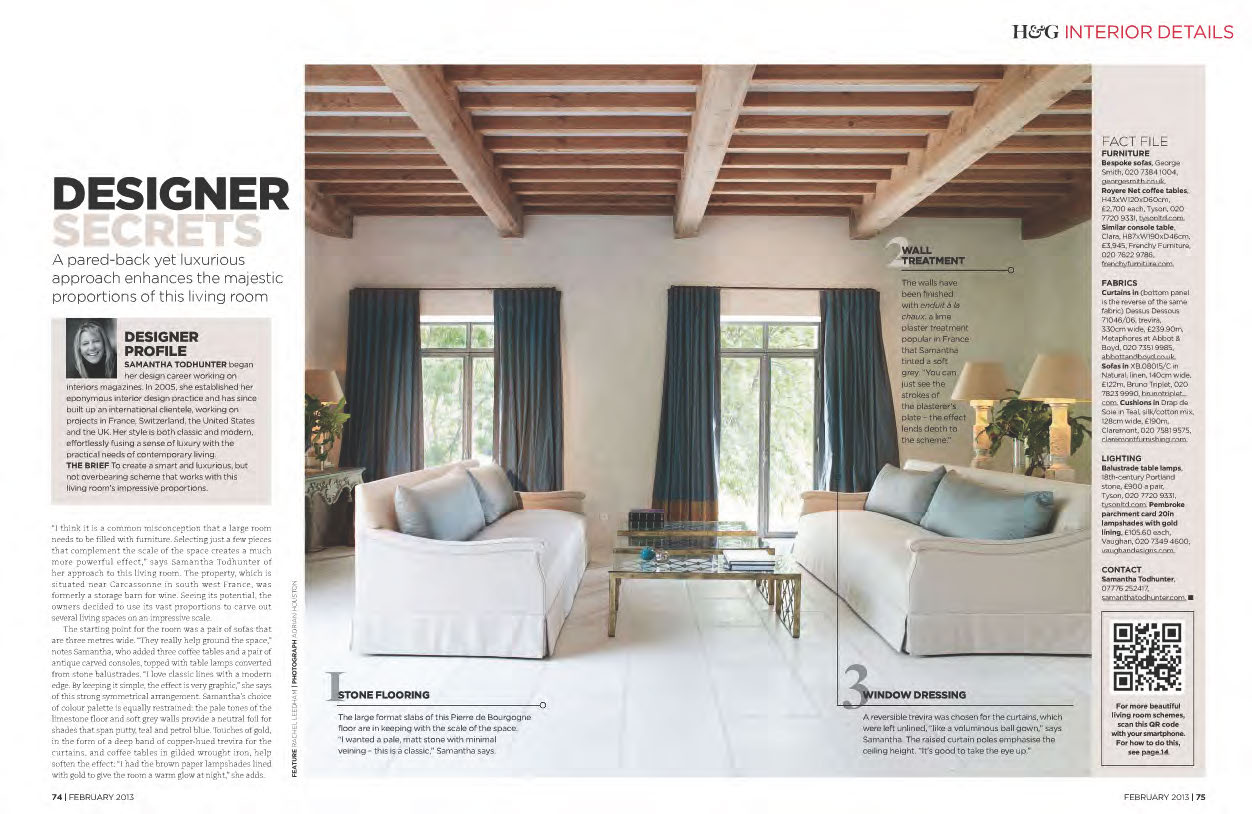 H&G INTERIOR DETAILS
DESIGNER
SECRETS
A pared-back yet luxurious
approach enhances the majestic
proportions of this living room
DESIGNER
PROFILE
SAMANTHA TODHUNTER began
her design career working on
interiors magazines. In 2005, she established her
eponymous interior design practice and has since
built up an international clientele, working on
projects in France, Switzerland, the United States
and the UK. Her style is both classic and modern,
effortlessly fusing a sense of luxury with the
practical needs of contemporary living.
THE BRIEF To create a smart and luxurious, but
not overbearing scheme that works with this
living room's impressive proportions.
"I think it is a common misconception that a large room
needs to be filled with furniture. Selecting just a few pieces
that complement the scale of the space creates a much
more powerful effect," says Samantha Todhunter of
her approach to this living room. The property, which is
situated near Carcassonne in south west France, was
formerly a storage barn for wine. Seeing its potential, the
owners decided to use its vast proportions to carve out
several living spaces on an impressive scale.
The starting point for the room was a pair of sofas that
are three metres wide. "They really help ground the space,"
notes Samantha, who added three coffee tables and a pair of
antique carved consoles, topped with table lamps converted
from stone balustrades. "I love classic lines with a modern
edge. By keeping it simple, the effect is very graphic," she says
of this strong symmetrical arrangement. Samantha's choice
of colour palette is equally restrained: the pale tones of the
limestone floor and soft grey walls provide a neutral foil for
shades that span putty, teal and petrol blue. Touches of gold,
in the form of a deep band of copper-hued trevira for the
curtains, and coffee tables in gilded wrought iron, help
soften the effect: "I had the brown paper lampshades lined
with gold to give the room a warm glow at night," she adds.
FEATURE RACHEL LEEDHAM | PHOTOGRAPH ADRIAN HOUSTON
1
STONE FLOORING
The large format slabs of this Pierre de Bourgogne
floor are in keeping with the scale of the space.
"I wanted a pale, matt stone with minimal
veining – this is a classic," Samantha says.
2
WALL
TREATMENT
The walls have
been finished
with enduit à la
chaux, a lime
plaster treatment
popular in France
that Samantha
tinted a soft
grey. "You can
just see the
strokes of
the plasterer's
plate – the effect
lends depth to
the scheme."
3
WINDOW DRESSING
A reversible trevira was chosen for the curtains, which
were left unlined, "like a voluminous ball gown," says
Samantha. The raised curtain poles emphasise the
ceiling height. "It's good to take the eye up."
FACT FILE
FURNITURE
Bespoke sofas, George
Smith, 020 7384 1004,
georgesmith.co.uk.
Royere Net coffee tables,
H43xW120xD60cm,
£2,700 each, Tyson, 020
7720 9331, tysonltd.com.
Similar console table,
Clara, H87xW190xD46cm,
£3,945, Frenchy Furniture,
020 7622 9786,
frenchyfurniture.com.
FABRICS
Curtains in (bottom panel
is the reverse of the same
fabric) Dessus Dessous
71046/06, trevira,
330cm wide, £239.90m,
Metaphores at Abbot &
Boyd, 020 7351 9985,
abbottandboyd.co.uk.
Sofas in XB.08015/C in
Natural, linen, 140cm wide,
£122m, Bruno Triplet, 020
7823 9990, brunotriplet.
com. Cushions in Drap de
Soie in Teal, silk/cotton mix,
128cm wide, £190m,
Claremont, 020 7581 9575,
claremontfurnishing.com.
LIGHTING
Balustrade table lamps,
18th-century Portland
stone, £900 a pair,
Tyson, 020 7720 9331,
tysonltd.com. Pembroke
parchment card 20in
lampshades with gold
lining, £105.60 each,
Vaughan, 020 7349 4600,
vaughandesigns.com.
CONTACT
Samantha Todhunter,
07776 252417,
samanthatodhunter.com.
For more beautiful
living room schemes,
scan this QR code
with your smartphone.
For how to do this,
see page 14.
74 | FEBRUARY 2013
FEBRUARY 2013 | 75